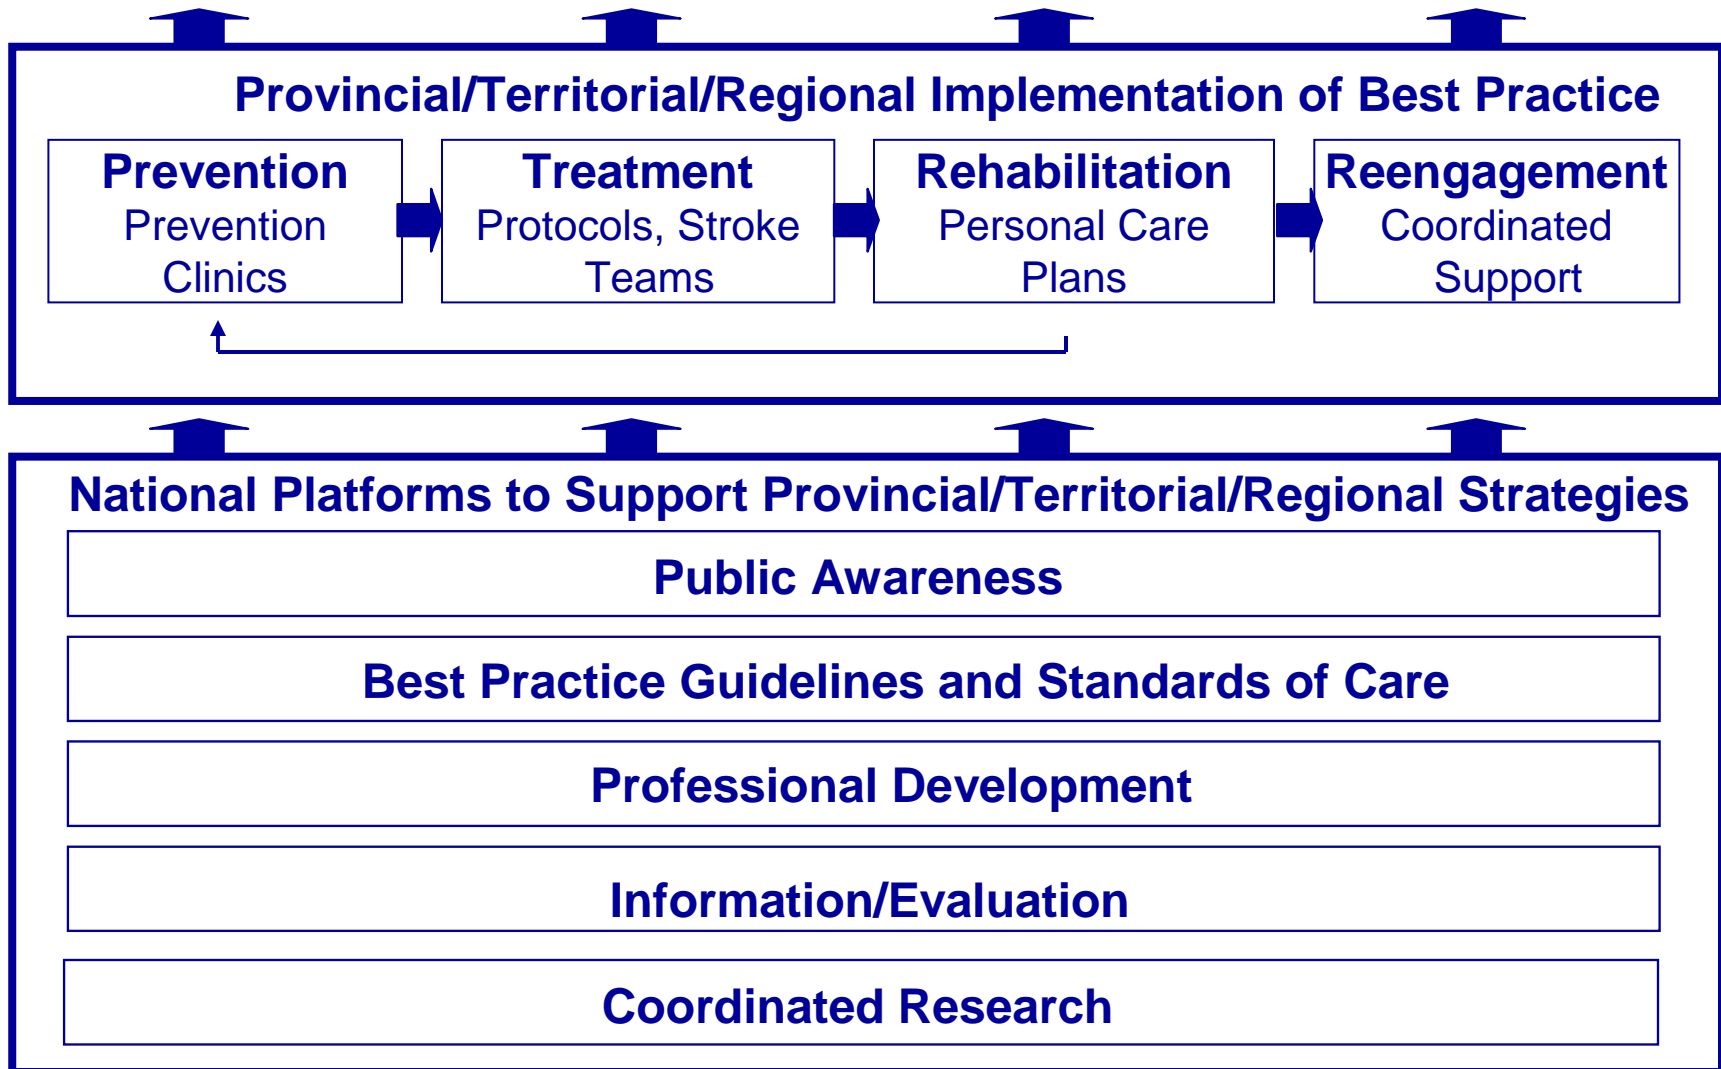 Provincial/Territorial/Regional Implementation of Best Practice
Prevention
Prevention
Clinics
Treatment
Protocols, Stroke
Teams
Rehabilitation
Personal Care
Plans
Reengagement
Coordinated
Support
National Platforms to Support Provincial/Territorial/Regional Strategies
Public Awareness
Best Practice Guidelines and Standards of Care
Professional Development
Information/Evaluation
Coordinated Research